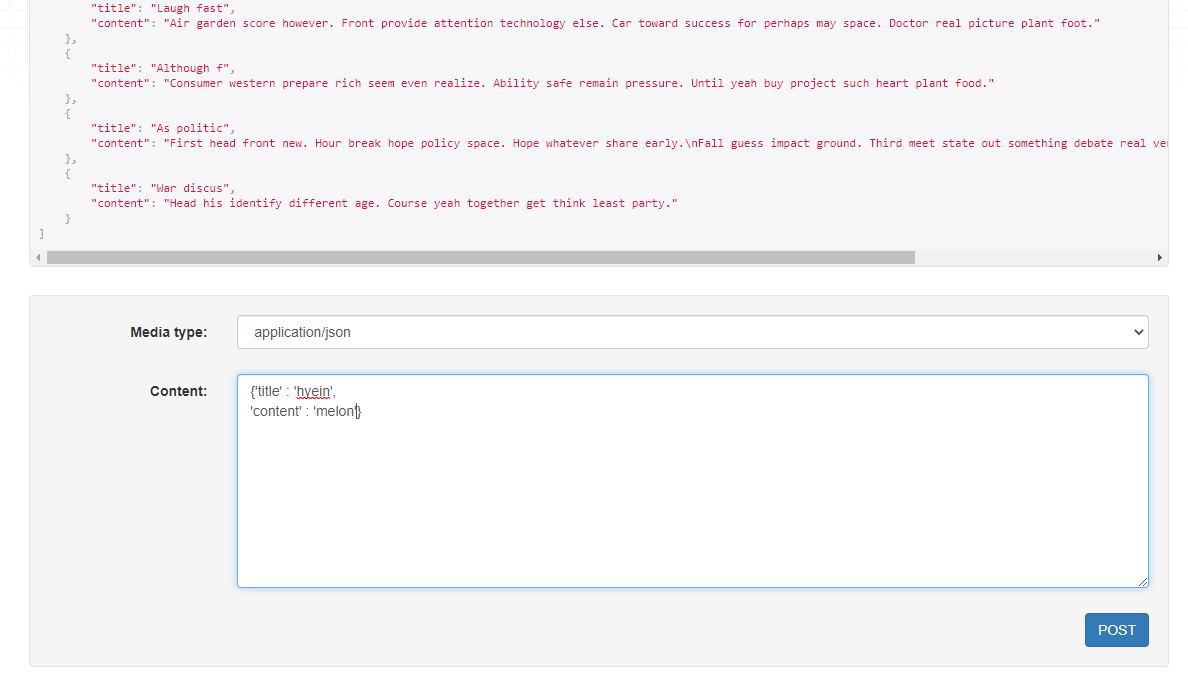 "title": "Laugh fast",
"content": "Air garden score however. Front provide attention technology else. Car toward success for perhaps may space. Doctor real picture plant foot."
},
{
"title": "Although f",
"content": "Consumer western prepare rich seem even realize. Ability safe remain pressure. Until yeah buy project such heart plant food."
},
{
"title": "As politic",
"content": "First head front new. Hour break hope policy space. Hope whatever share early.\nFall guess impact ground. Third meet state out something debate real
},
{
"title": "War discus",
"content": "Head his identify different age. Course yeah together get think least party."
}
]
Media type: application/json
Content: {'title' : 'hyein',
'content' : 'melon'}
POST